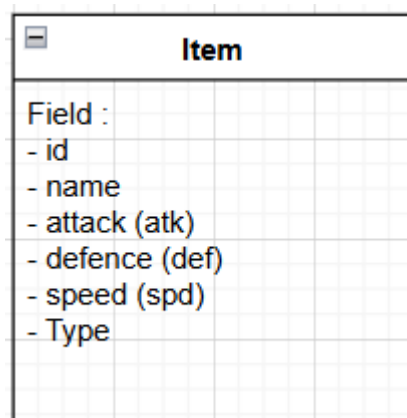 Item
Field :
- id
- name
- attack (atk)
- defence (def)
- speed (spd)
- Type